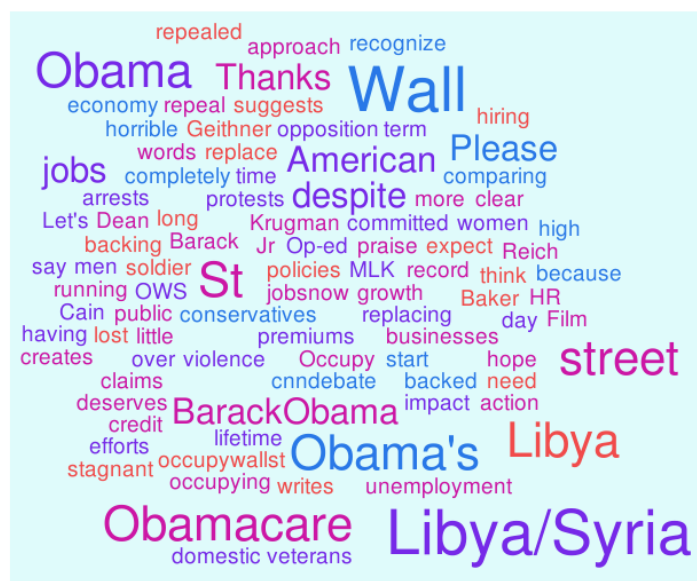 repealed
approach recognize
Obama Thanks Wall
economy repeal suggests hiring
horrible Geithner opposition term
words replace American Please
jobs completely time comparing
arrests protests despite more clear
Let's Dean long Krugman committed women high
backing Barack Jr Op-ed praise expect Reich
say men soldier St policies MLK record think because
running OWS jobsnow growth Baker HR
Cain public conservatives replacing day Film
having lost little premiums businesses
creates over violence Occupy start hope street
claims cnndebate backed need
deserves BarackObama impact action
credit
efforts lifetime Obama's Libya
stagnant occupywallst
occupying writes unemployment
Obamacare Libya/Syria
domestic veterans